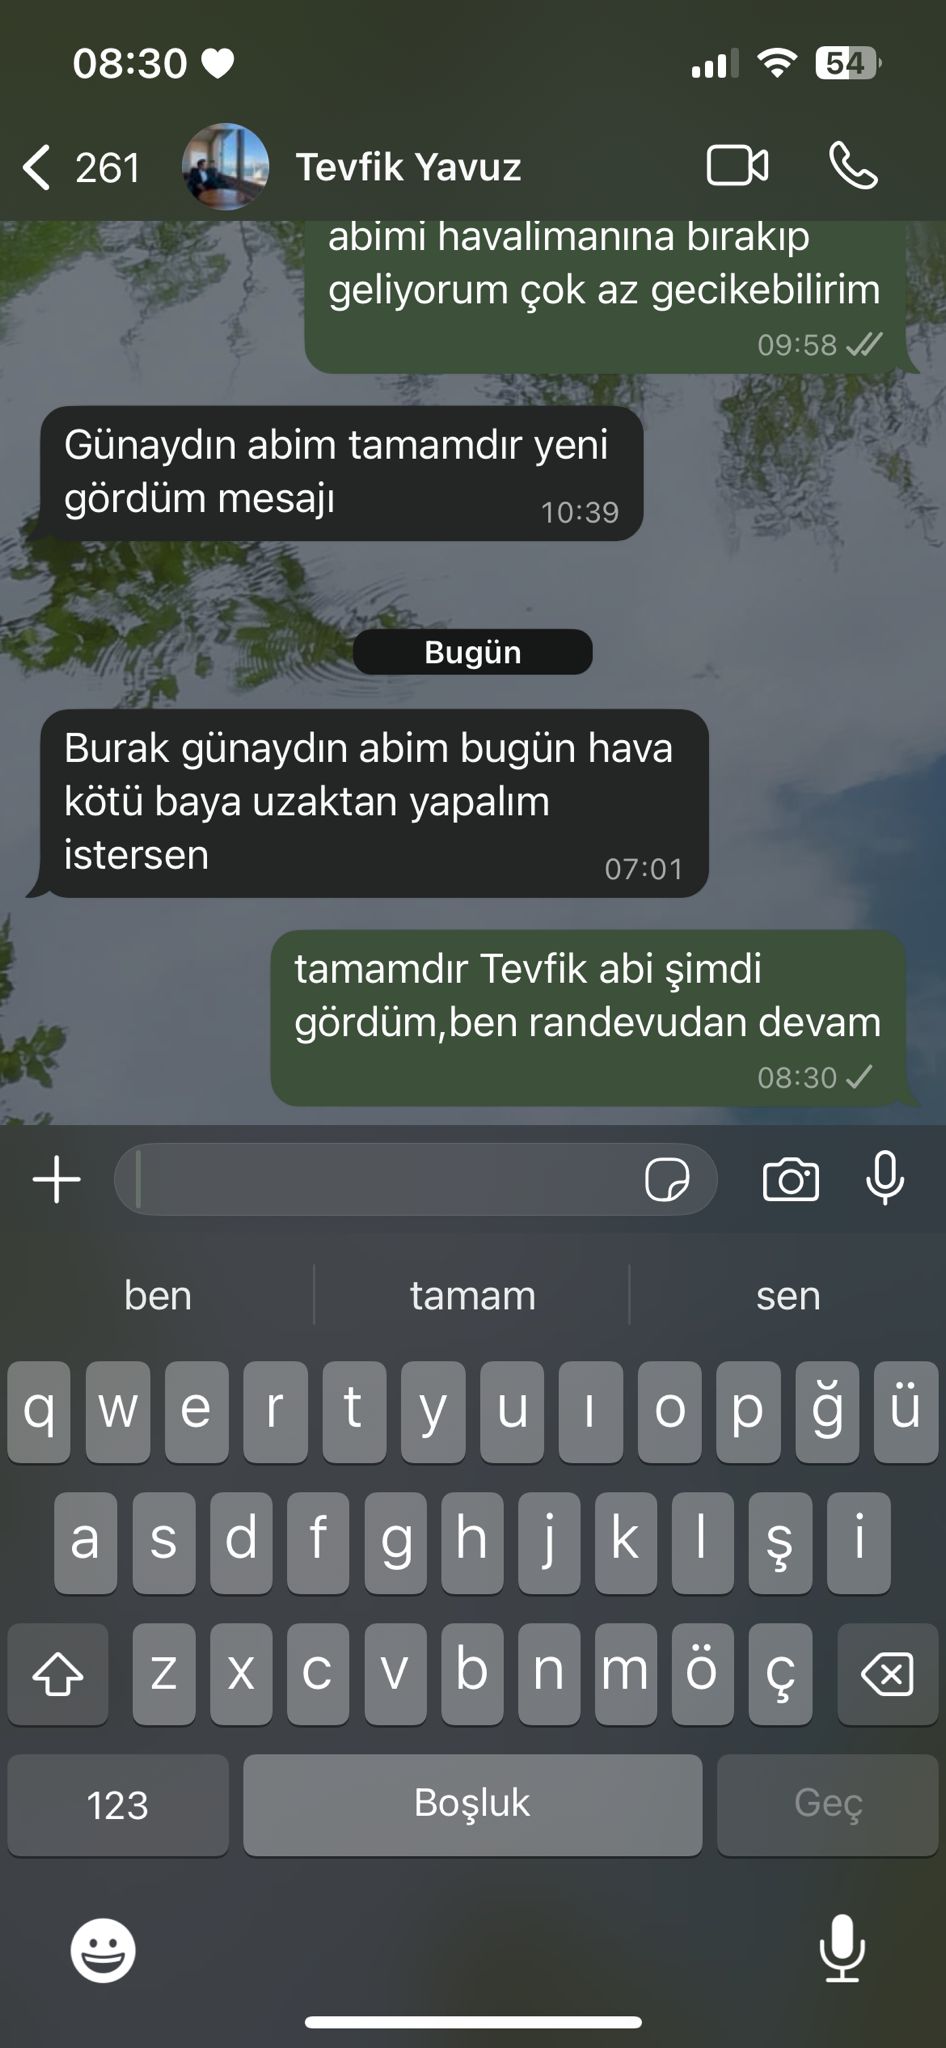 08:30
54
261
Tevfik Yavuz
abimi havalimanına bırakıp
geliyorum çok az gecikebilirim
09:58
Günaydın abim tamamdır yeni
gördüm mesajı
10:39
Bugün
Burak günaydın abim bugün hava
kötü baya uzaktan yapalım
istersen
07:01
tamamdır Tevfik abi şimdi
gördüm,ben randevudan devam
08:30
ben tamam sen
q w e r t y u ı o p ğ ü
a s d f g h j k l ş i
z x c v b n m ö ç
123 Boşluk Geç